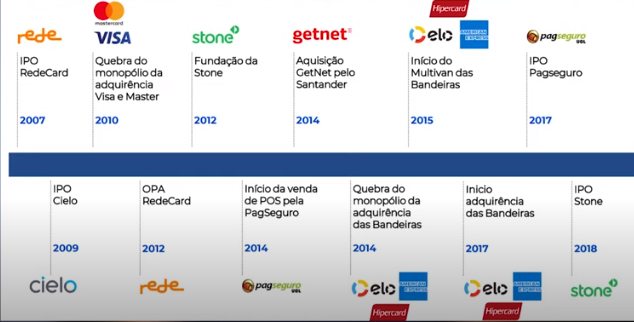 Hipercard
mastercard
rede
VISA
stone
getnet
elo
AMERICAN
EXPRESS
pagseguro
UOL
IPO
RedeCard
Quebra do
monopólio da
adquirência
Visa e Master
Fundação da
Stone
Aquisição
GetNet pelo
Santander
Início do
Multivan das
Bandeiras
IPO
Pagseguro
2007
2010
2012
2014
2015
2017
IPO
Cielo
OPA
RedeCard
Início da venda
de POS pela
PagSeguro
Quebra do
monopólio da
adquirência
das Bandeiras
Inicio
adquirência
das Bandeiras
IPO
Stone
2009
2012
2014
2014
2017
2018
cielo
rede
pagseguro
UOL
elo
AMERICAN
EXPRESS
elo
AMERICAN
EXPRESS
stone
Hipercard
Hipercard